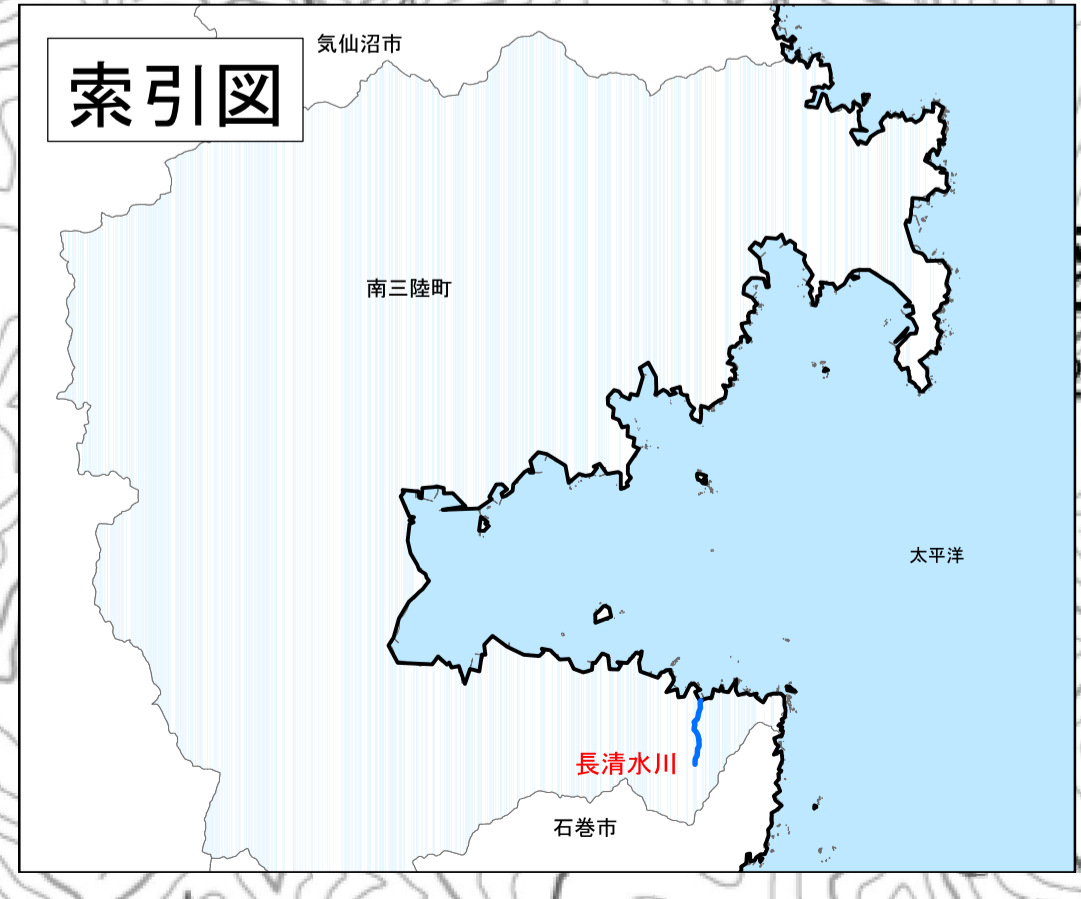 気仙沼市
索引図
南三陸町
太平洋
長清水川
石巻市